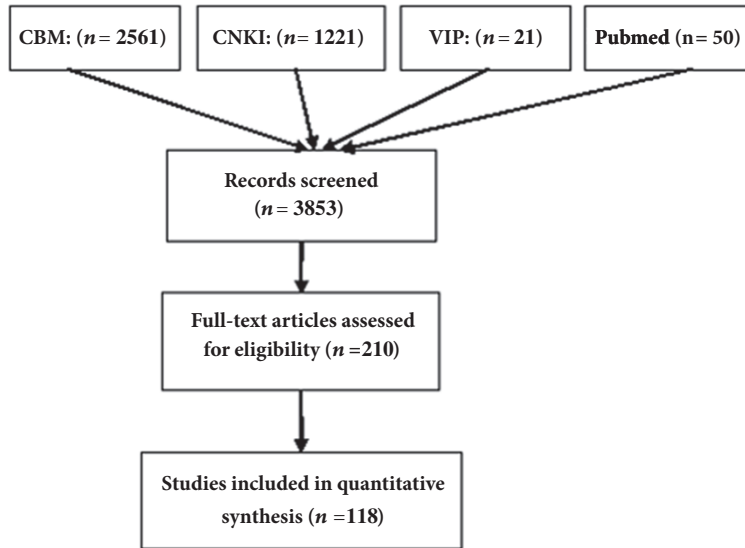 CBM: (n = 2561)
CNKI: (n = 1221)
VIP: (n = 21)
Pubmed (n = 50)
Records screened
(n = 3853)
Full-text articles assessed
for eligibility (n =210)
Studies included in quantitative
synthesis (n =118)